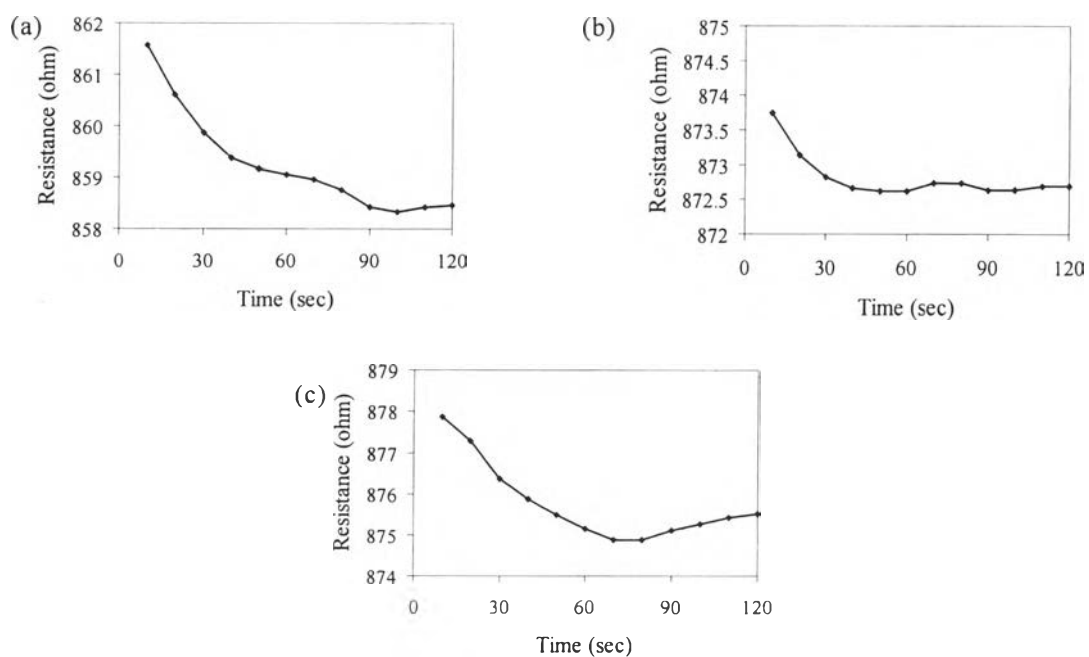 (a)
Resistance (ohm)
862
861
860
859
858
0 30 60 90 120
Time (sec)
(b)
Resistance (ohm)
875
874.5
874
873.5
873
872.5
872
0 30 60 90 120
Time (sec)
(c)
Resistance (ohm)
879
878
877
876
875
874
0 30 60 90 120
Time (sec)